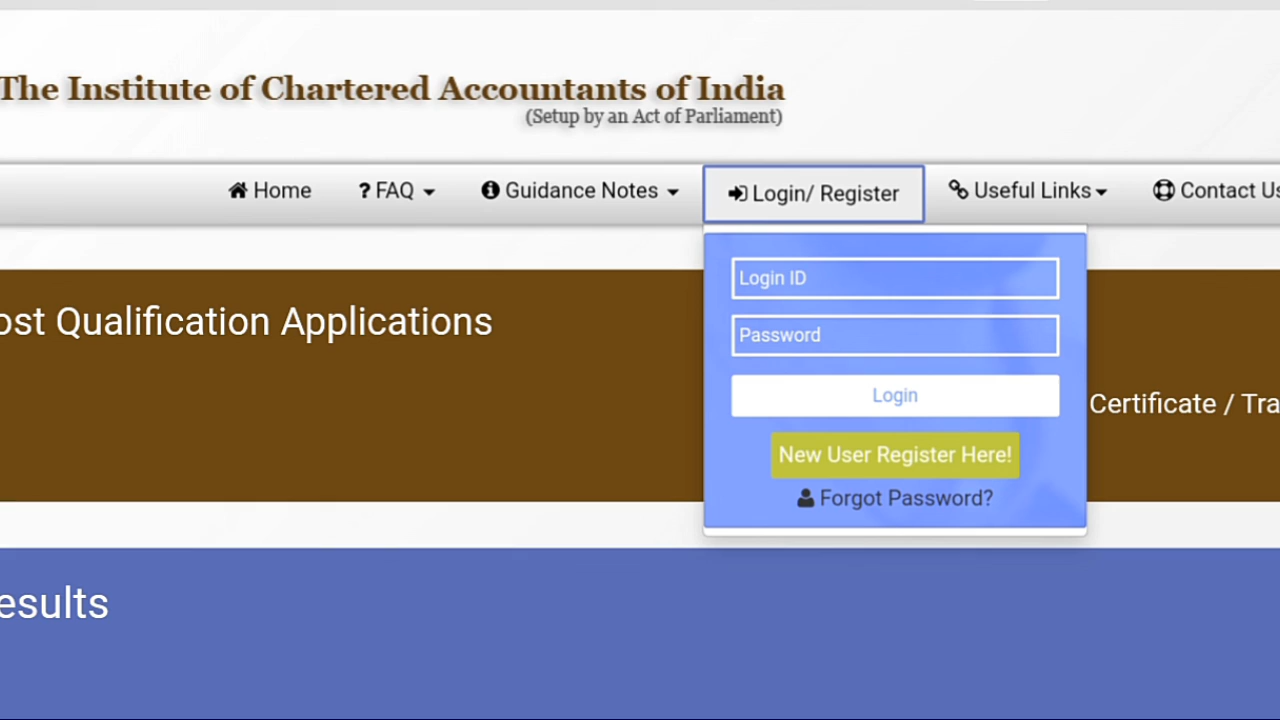 The Institute of Chartered Accountants of India
(Setup by an Act of Parliament)
Home ? FAQ Guidance Notes Login/ Register Useful Links Contact Us
Login ID
ost Qualification Applications
Password
Login
Certificate / Tra
New User Register Here!
Forgot Password?
esults